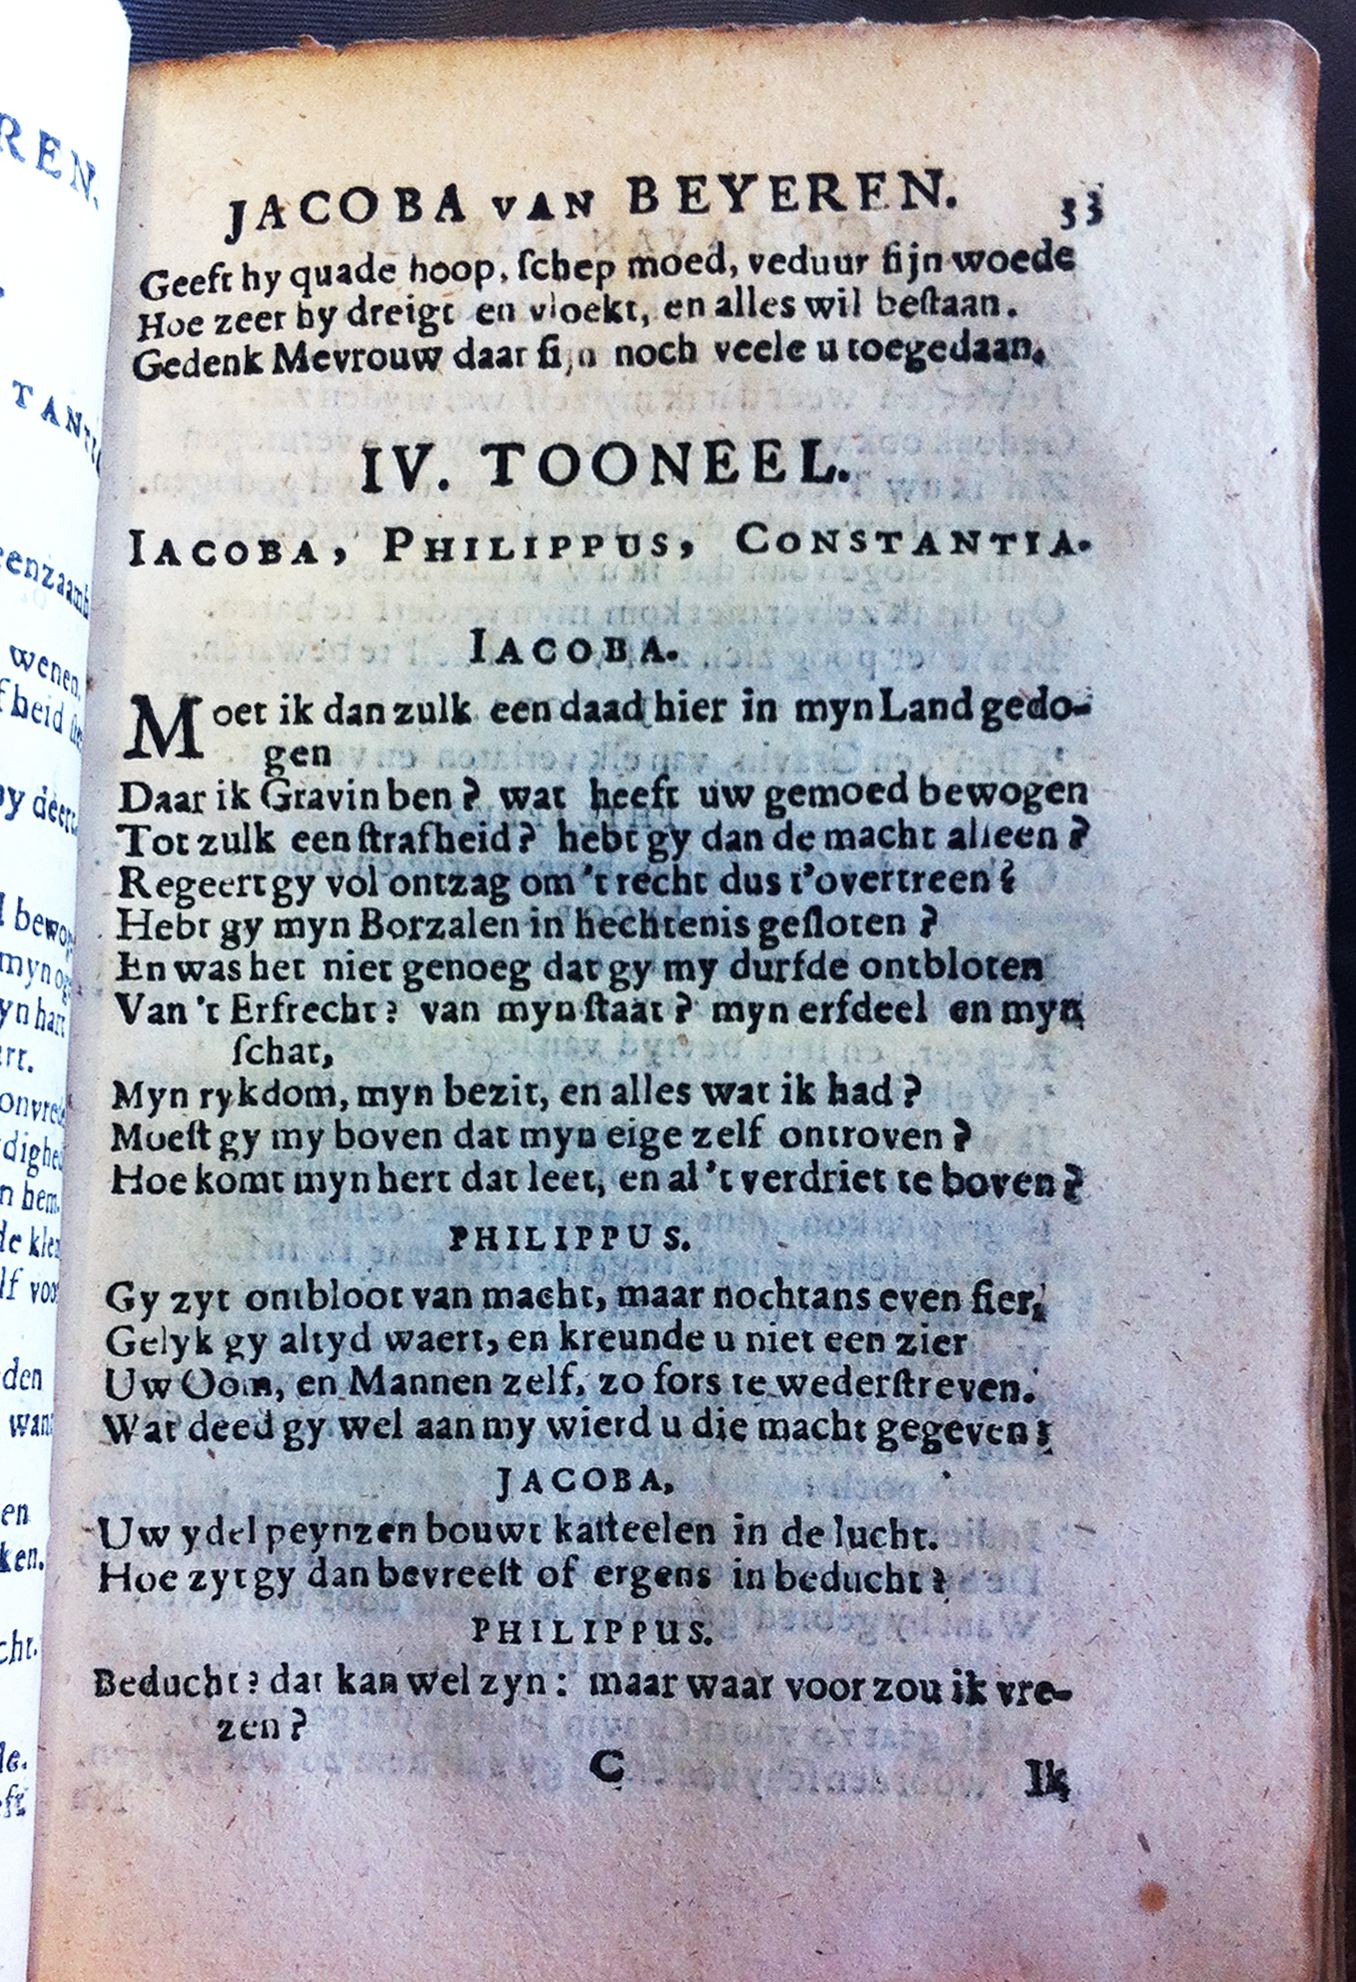 JACOBA VAN BEYEREN. 33
Geeft hy quade hoop, ſchep moed, veduur ſijn woede
Hoe zeer hy dreigt en vloekt, en alles wil beſtaan.
Gedenk Mevrouw daar ſijn noch veele u toegedaan.
IV. TOONEEL.
IACOBA, PHILIPPUS, CONSTANTIA.
IACOBA.
Moet ik dan zulk een daad hier in myn Land gedo-
gen
Daar ik Gravin ben? wat heeft uw gemoed bewogen
Tot zulk een ſtrafheid? hebt gy dan de macht alleen?
Regeert gy vol ontzag om 't recht dus t'overtreen?
Hebt gy myn Borzalen in hechtenis geſloten?
En was het niet genoeg dat gy my durfde ontbloten
Van 't Erfrecht? van myn ſtaat? myn erfdeel en myn
ſchat,
Myn rykdom, myn bezit, en alles wat ik had?
Moeſt gy my boven dat myn eige zelf ontroven?
Hoe komt myn hert dat leet, en al 't verdriet te boven?
PHILIPPUS.
Gy zyt ontbloot van macht, maar nochtans even fier,
Gelyk gy altyd waert, en kreunde u niet een zier
Uw Oom, en Mannen zelf, zo fors te wederſtreven.
Wat deed gy wel aan my wierd u die macht gegeven?
JACOBA,
Uw ydel peynzen bouwt kaſteelen in de lucht.
Hoe zyt gy dan bevreeſt of ergens in beducht?
PHILIPPUS.
Beducht? dat kan wel zyn: maar waar voor zou ik vre-
zen?
C Ik